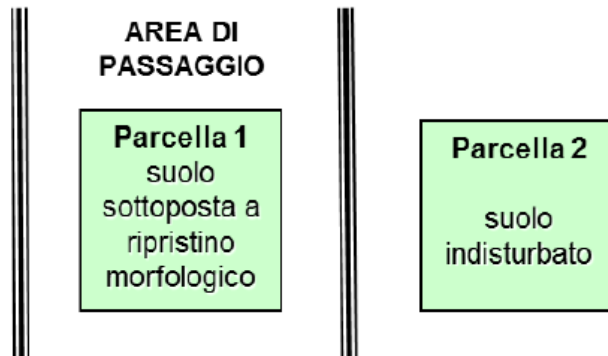 AREA DI
PASSAGGIO
Parcella 1
suolo
sottoposta a
ripristino
morfologico
Parcella 2
suolo
indisturbato